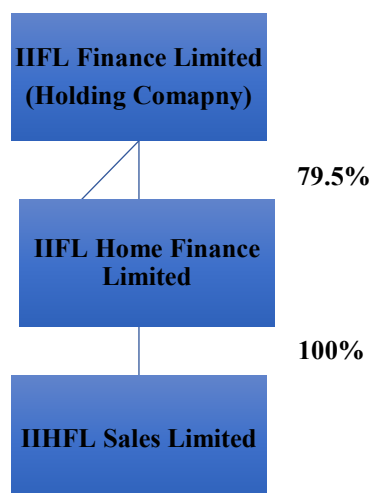 IIFL Finance Limited
(Holding Comapny)
79.5%
IIFL Home Finance
Limited
100%
IIHFL Sales Limited